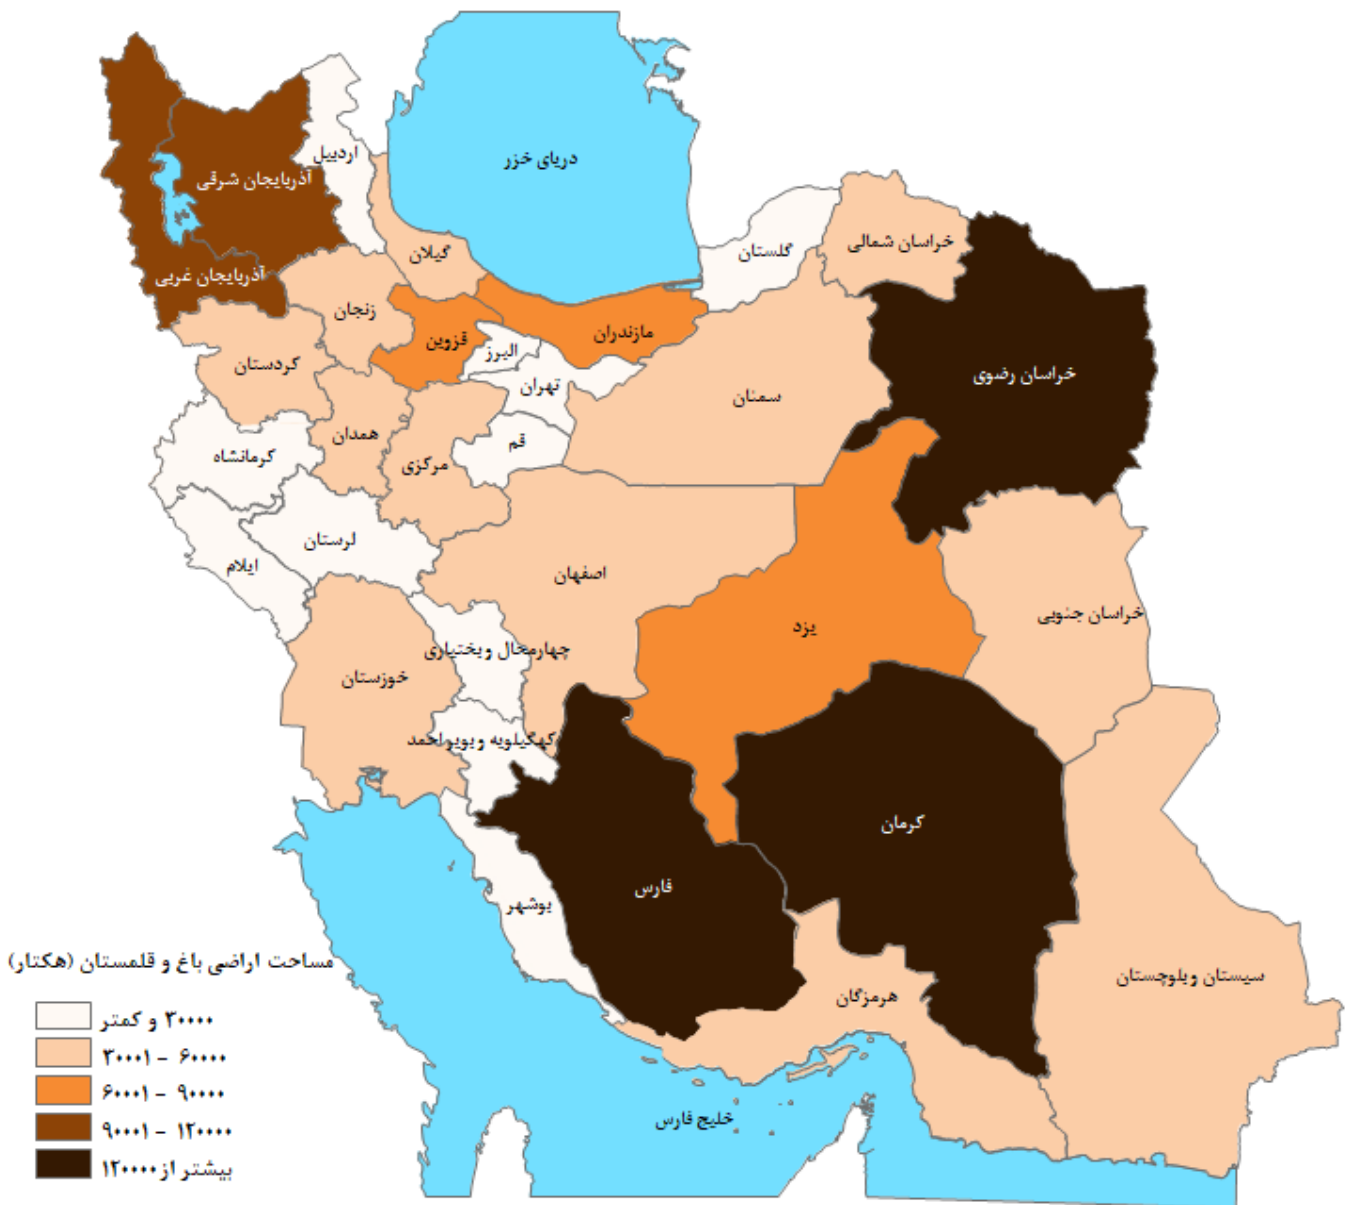 دریای خزر
اردبیل
آذربایجان شرقی
گیلان
گلستان
خراسان شمالی
آذربایجان غربی
زنجان
مازندران
قزوین
البرز
کردستان
تهران
سمنان
خراسان رضوی
همدان
قم
کرمانشاه
مرکزی
لرستان
ایلام
اصفهان
خراسان جنوبی
یزد
چهارمحال وبختیاری
خوزستان
کهگیلویه و بویراحمد
کرمان
فارس
بوشهر
سیستان وبلوچستان
هرمزگان
خلیج فارس
مساحت اراضی باغ و قلمستان (هکتار)
۳۰۰۰۰ و کمتر
۳۰۰۰۱ - ۶۰۰۰۰
۶۰۰۰۱ - ۹۰۰۰۰
۹۰۰۰۱ - ۱۲۰۰۰۰
بیشتر از ۱۲۰۰۰۰